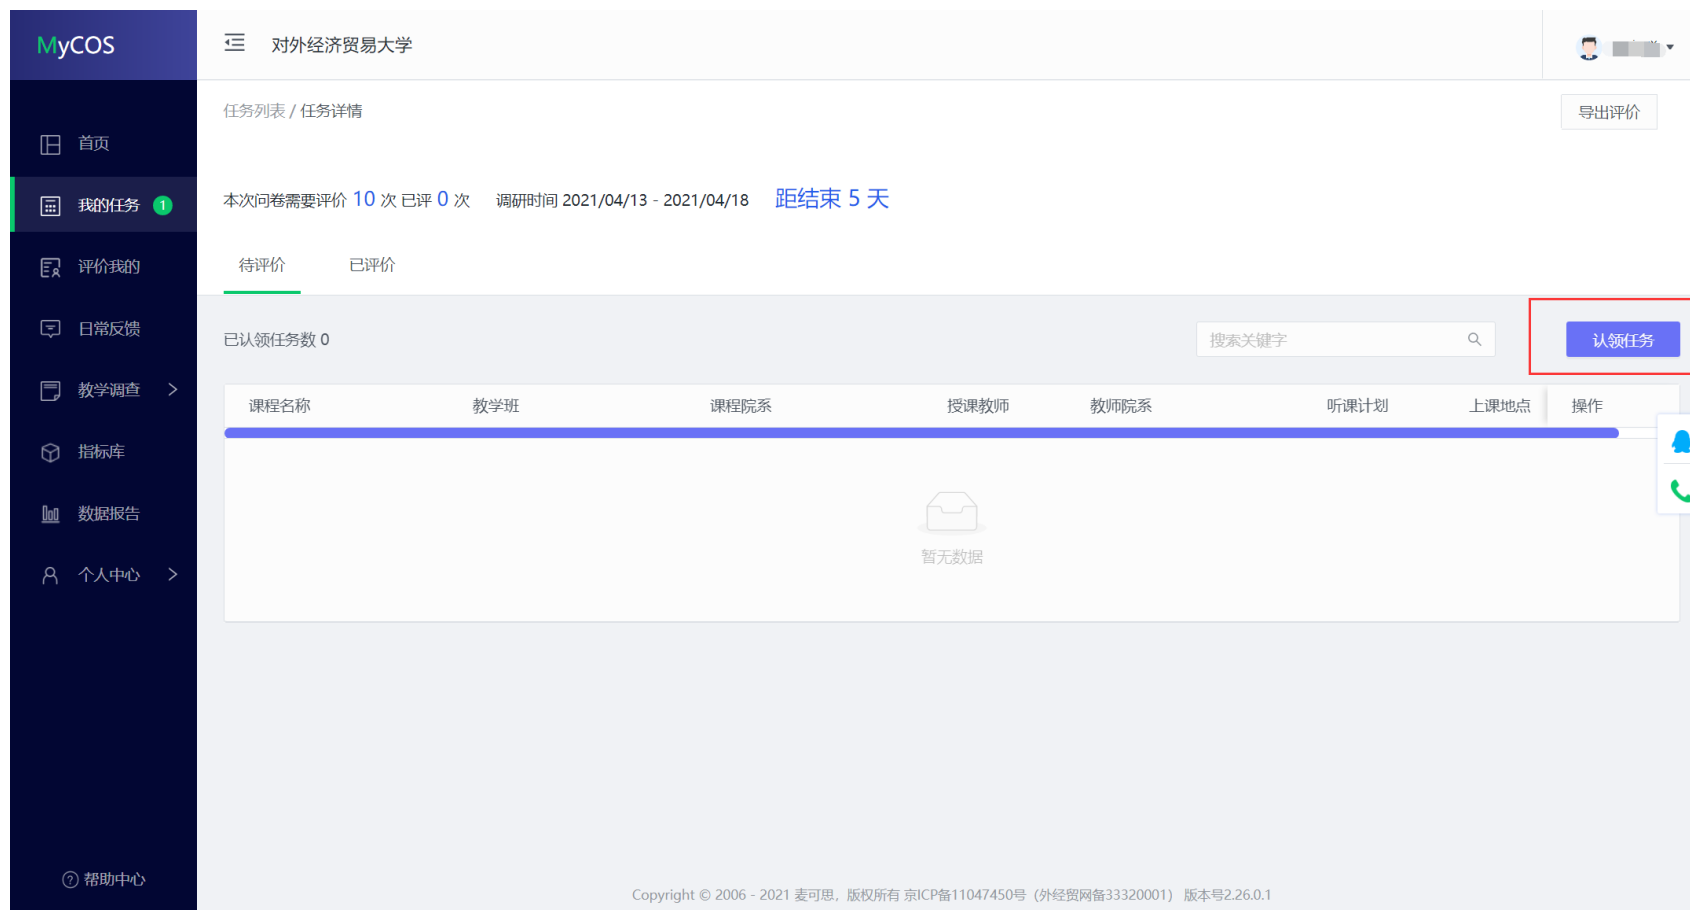 MyCOS
对外经济贸易大学
任务列表 / 任务详情
导出评价
首页
我的任务 1
评价我的
日常反馈
教学调查
指标库
数据报告
个人中心
帮助中心
本次问卷需要评价 10 次 已评 0 次 调研时间 2021/04/13 - 2021/04/18 距结束 5 天
待评价 已评价
已认领任务数 0
搜索关键字
认领任务
课程名称 教学班 课程院系 授课教师 教师院系 听课计划 上课地点 操作
暂无数据
Copyright © 2006 - 2021 麦可思，版权所有 京ICP备11047450号（外经贸网备33320001） 版本号2.26.0.1